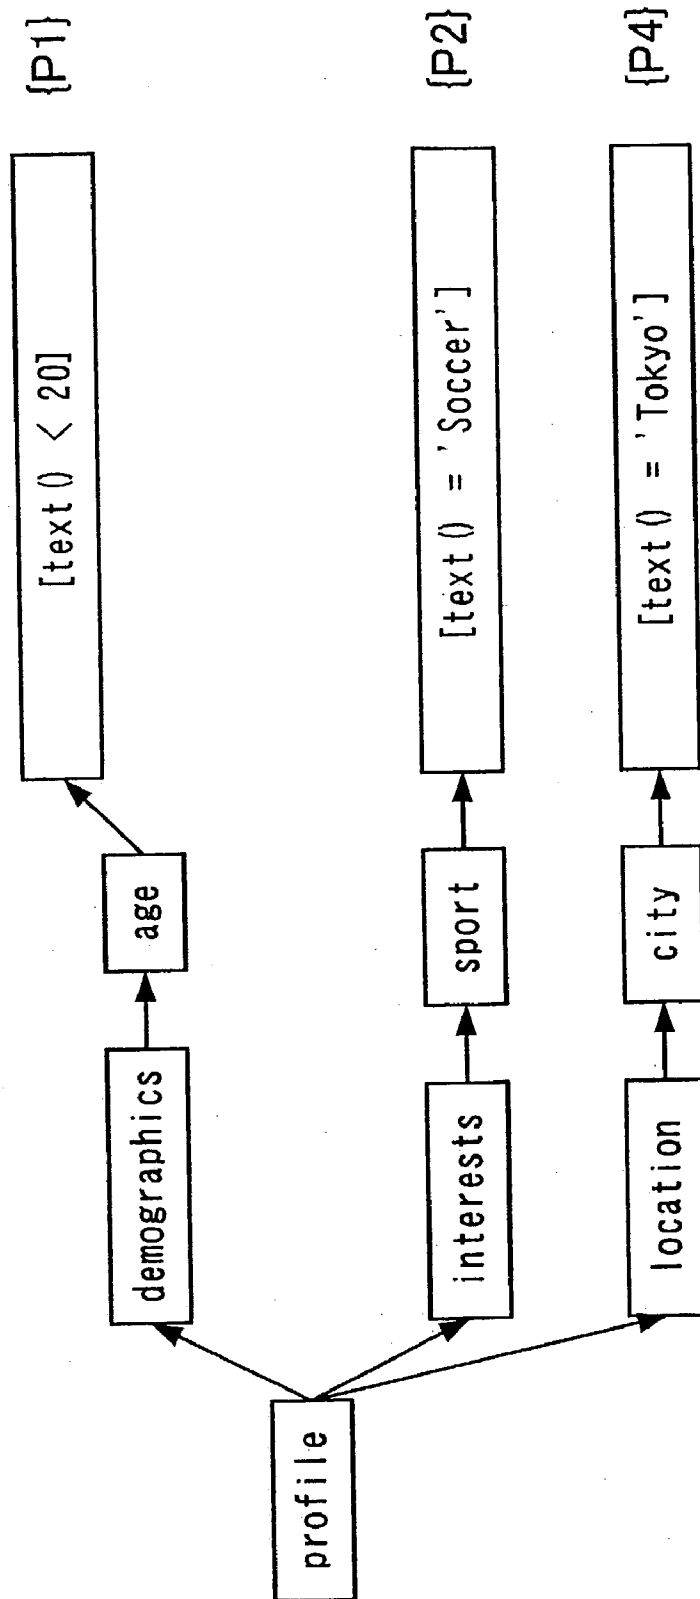 profile
demographics
age
[text() < 20]
{P1}
interests
sport
[text() = 'Soccer']
{P2}
location
city
[text() = 'Tokyo']
{P4}